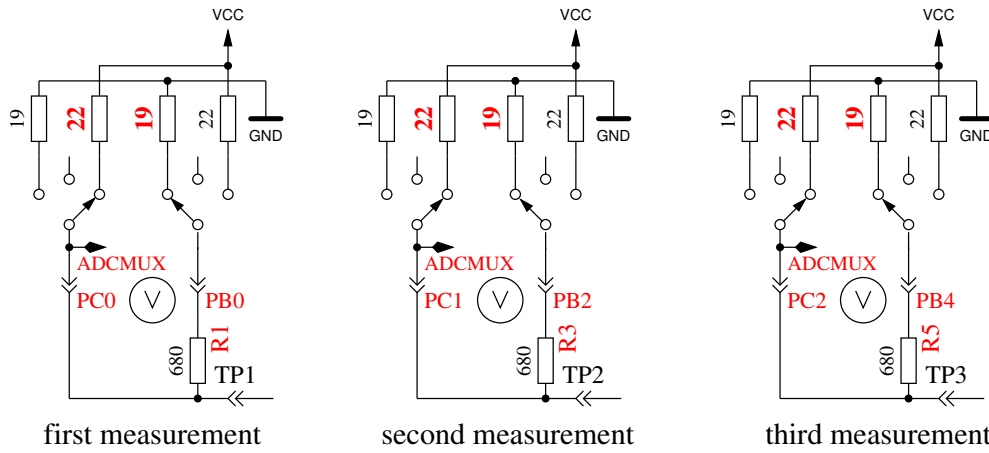 VCC
19
22
19
22
GND
ADCMUX
PC0
V
PB0
R1
680
TP1
first measurement
VCC
19
22
19
22
GND
ADCMUX
PC1
V
PB2
R3
680
TP2
second measurement
VCC
19
22
19
22
GND
ADCMUX
PC2
V
PB4
R5
680
TP3
third measurement